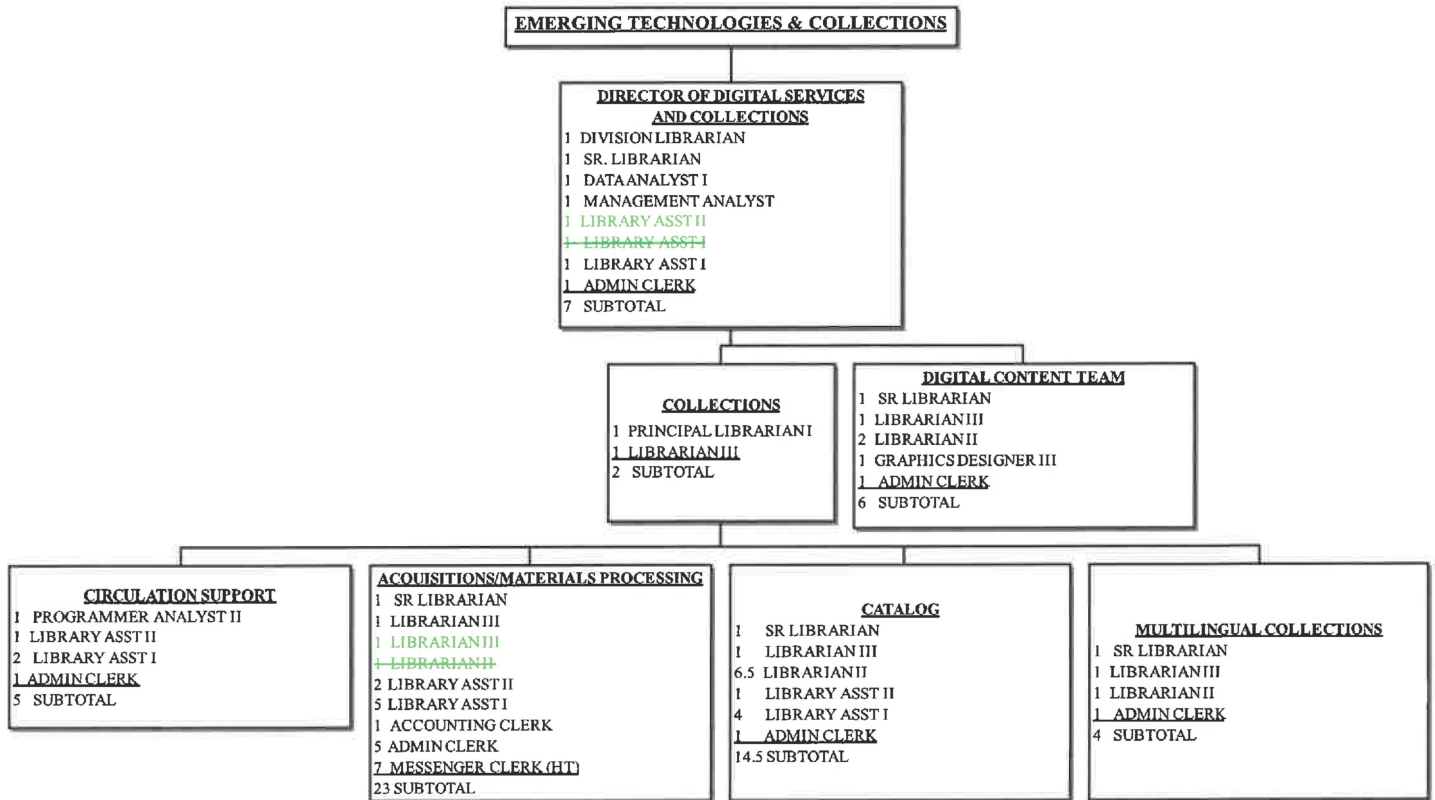 EMERGING TECHNOLOGIES & COLLECTIONS
DIRECTOR OF DIGITAL SERVICES
AND COLLECTIONS
1 DIVISION LIBRARIAN
1 SR. LIBRARIAN
1 DATA ANALYST I
1 MANAGEMENT ANALYST
1 LIBRARY ASST II
1 LIBRARY ASST I
1 LIBRARY ASST I
1 ADMIN CLERK
7 SUBTOTAL
COLLECTIONS
1 PRINCIPAL LIBRARIAN I
1 LIBRARIAN III
2 SUBTOTAL
DIGITAL CONTENT TEAM
1 SR LIBRARIAN
1 LIBRARIAN III
2 LIBRARIAN II
1 GRAPHICS DESIGNER III
1 ADMIN CLERK
6 SUBTOTAL
CIRCULATION SUPPORT
1 PROGRAMMER ANALYST II
1 LIBRARY ASST II
2 LIBRARY ASST I
1 ADMIN CLERK
5 SUBTOTAL
ACQUISITIONS/MATERIALS PROCESSING
1 SR LIBRARIAN
1 LIBRARIAN III
1 LIBRARIAN III
1 LIBRARIAN II
2 LIBRARY ASST II
5 LIBRARY ASST I
1 ACCOUNTING CLERK
5 ADMIN CLERK
7 MESSENGER CLERK (HT)
23 SUBTOTAL
CATALOG
1 SR LIBRARIAN
1 LIBRARIAN III
6.5 LIBRARIAN II
1 LIBRARY ASST II
4 LIBRARY ASST I
1 ADMIN CLERK
14.5 SUBTOTAL
MULTILINGUAL COLLECTIONS
1 SR LIBRARIAN
1 LIBRARIAN III
1 LIBRARIAN II
1 ADMIN CLERK
4 SUBTOTAL